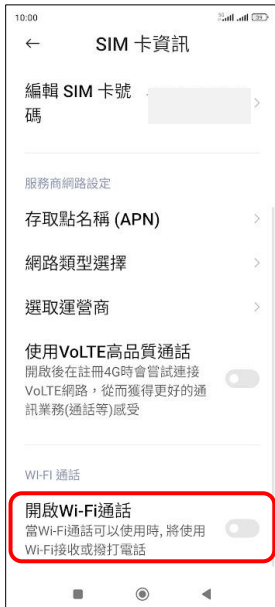 10:00
SIM 卡資訊
編輯 SIM 卡號
碼
服務商網路設定
存取點名稱 (APN)
網路類型選擇
選取運營商
使用VoLTE高品質通話
開啟後在註冊4G時會嘗試連接
VoLTE網路，從而獲得更好的通
訊業務(通話等)感受
WI-FI 通話
開啟Wi-Fi通話
當Wi-Fi通話可以使用時, 將使用
Wi-Fi接收或撥打電話